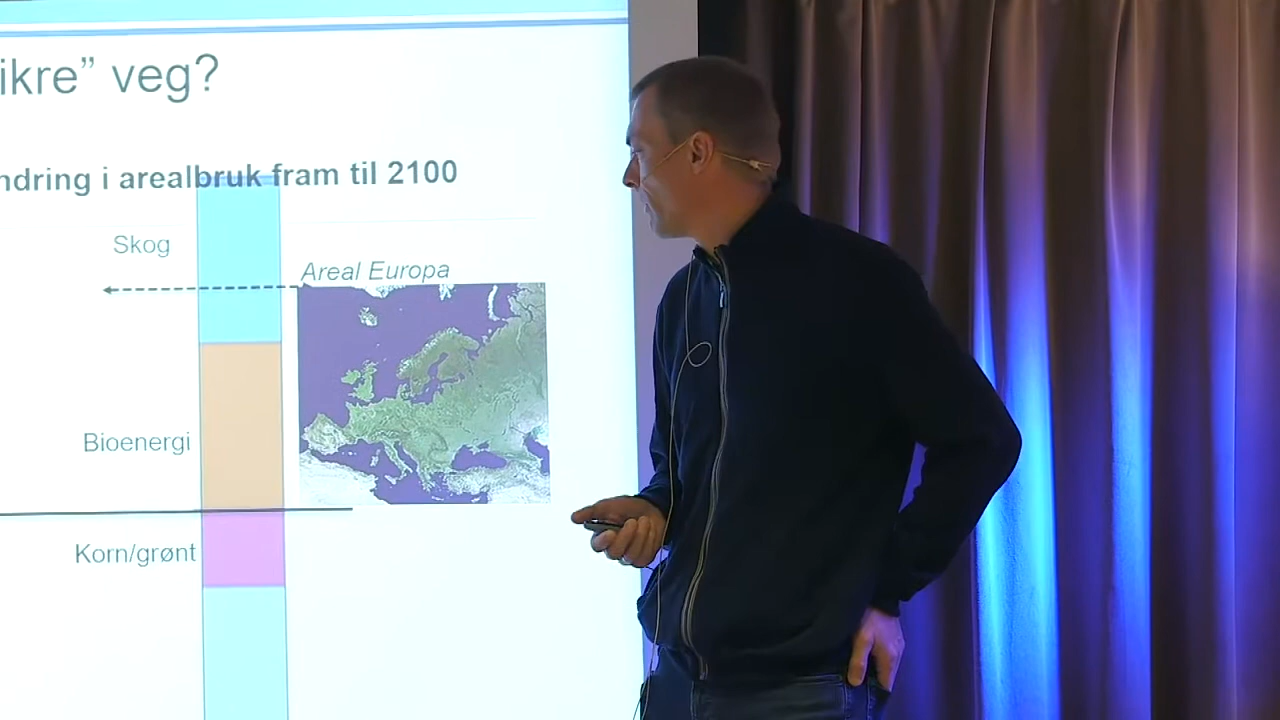 ikre” veg?
ndring i arealbruk fram til 2100
Skog
Areal Europa
Bioenergi
Korn/grønt